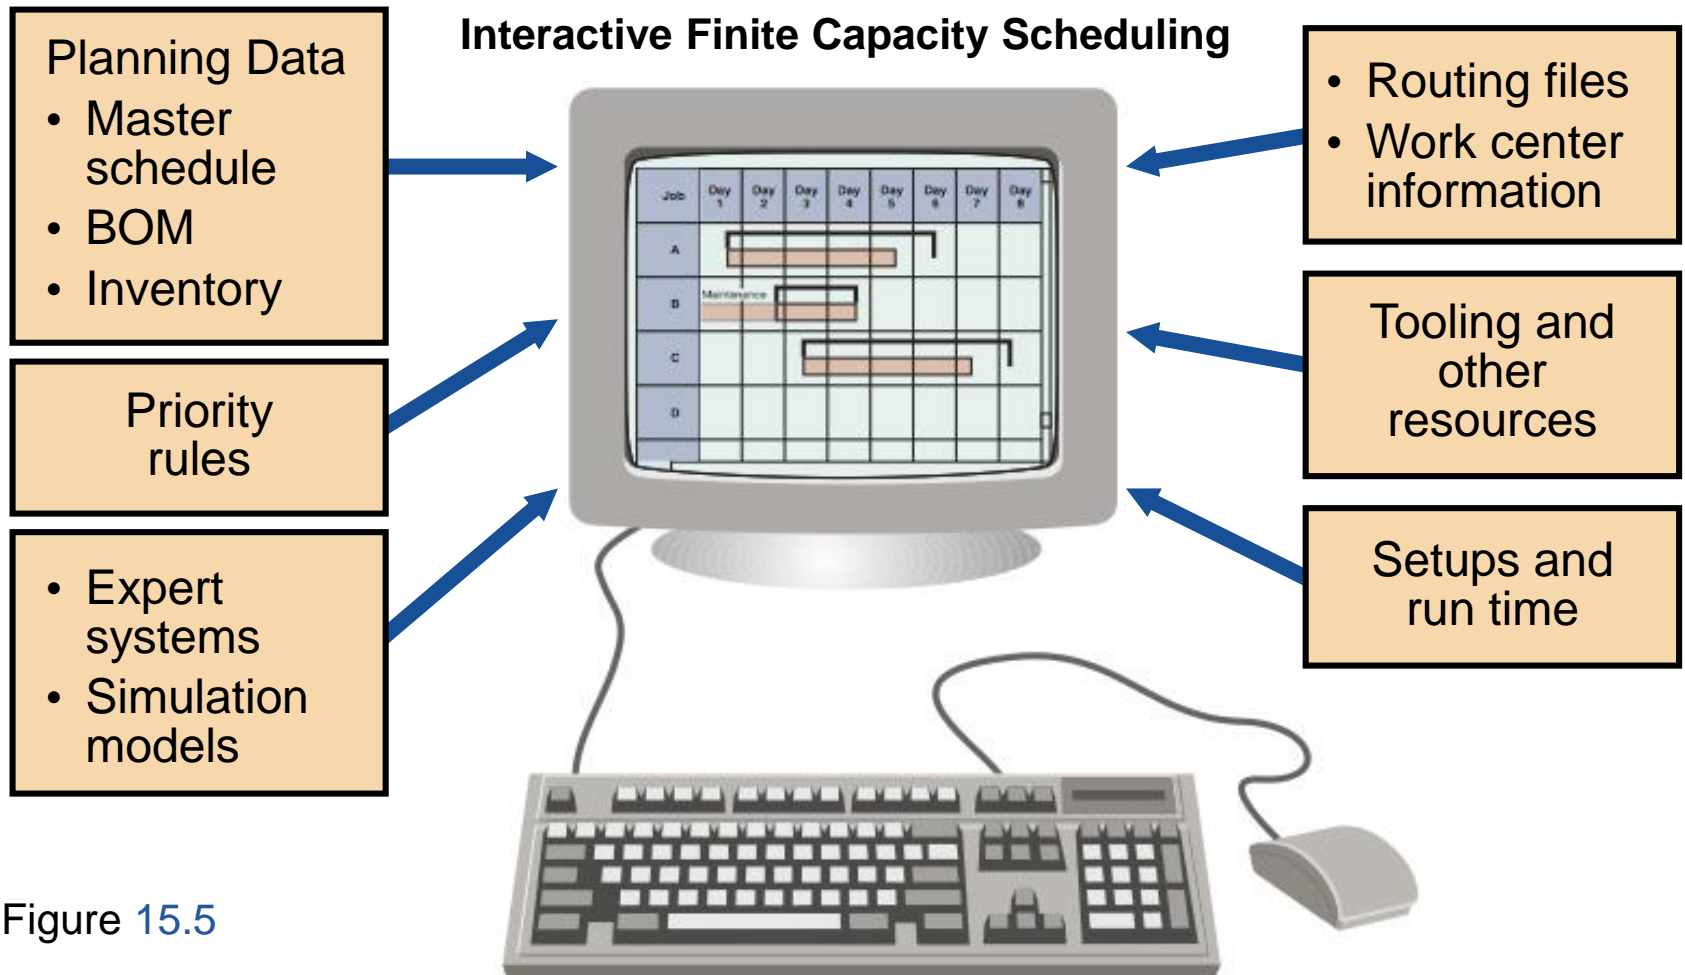 Interactive Finite Capacity Scheduling
Planning Data
• Master
schedule
• BOM
• Inventory
Priority
rules
• Expert
systems
• Simulation
models
Job Day 1 Day 2 Day 3 Day 4 Day 5 Day 6 Day 7 Day 8
A
B Maintenance
C
D
• Routing files
• Work center
information
Tooling and
other
resources
Setups and
run time
Figure 15.5